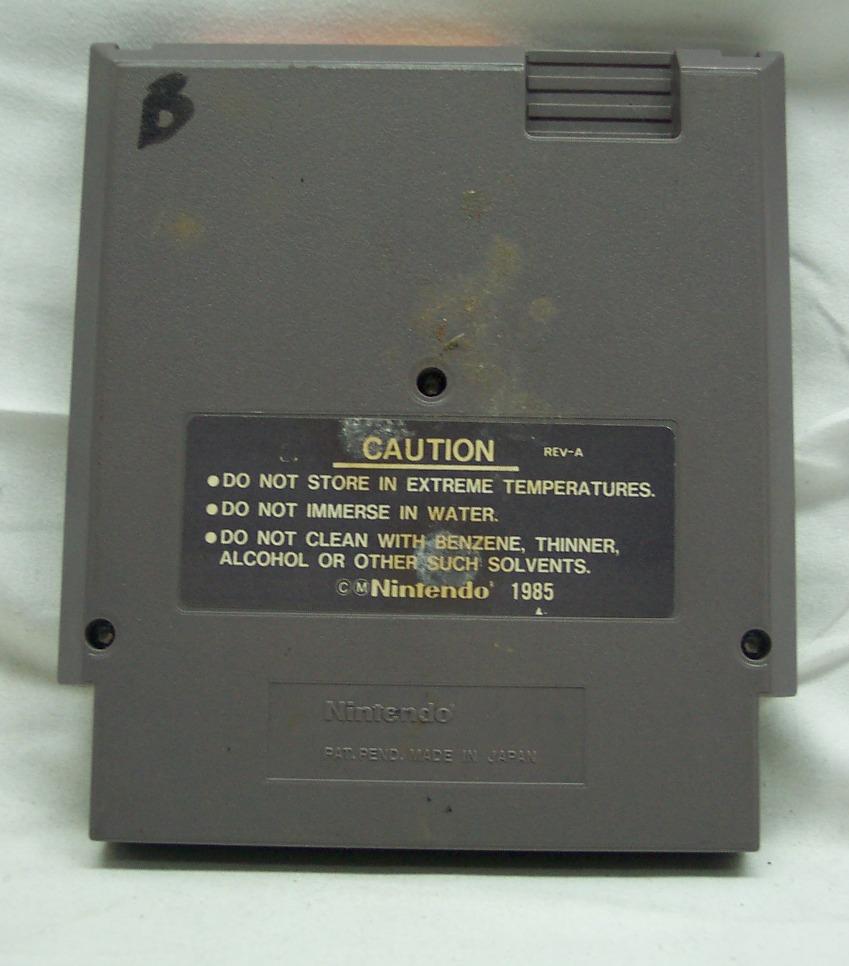 B
CAUTION REV-A
●DO NOT STORE IN EXTREME TEMPERATURES.
●DO NOT IMMERSE IN WATER.
●DO NOT CLEAN WITH BENZENE, THINNER,
ALCOHOL OR OTHER SUCH SOLVENTS.
ⒸⓂNintendo® 1985
Nintendo®
PAT. PEND. MADE IN JAPAN